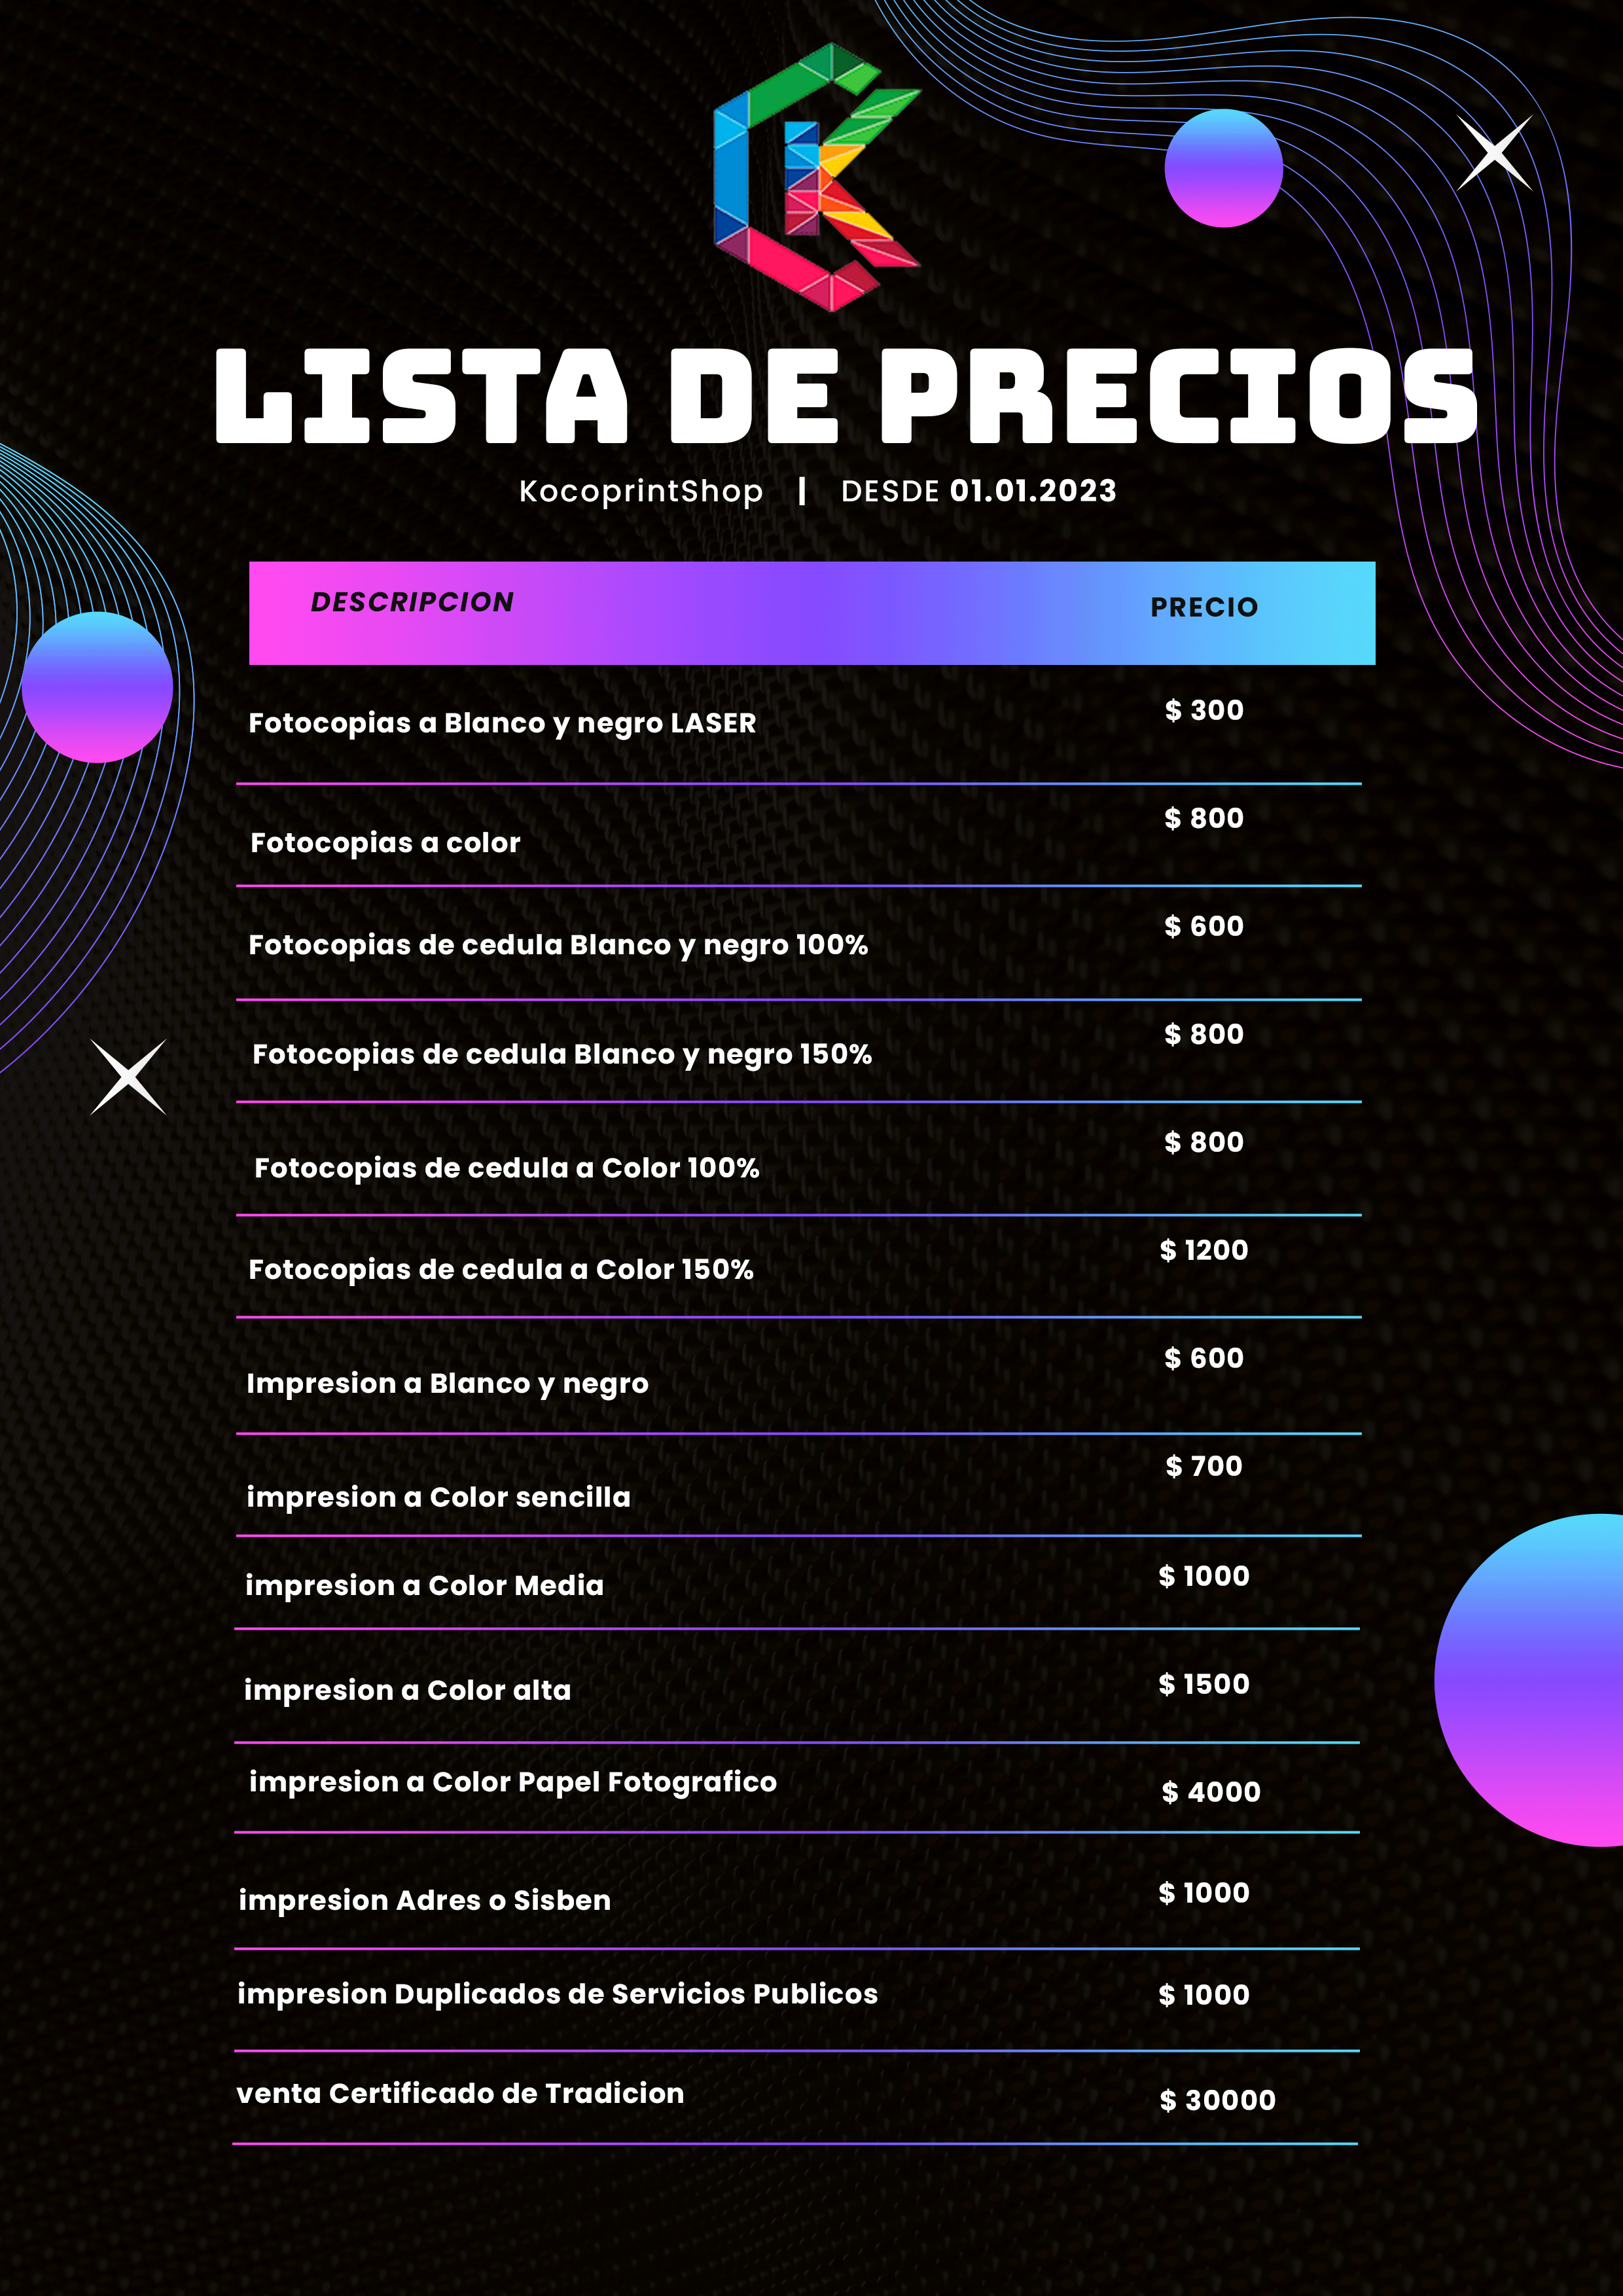 LISTA DE PRECIOS
KocoprintShop | DESDE 01.01.2023
DESCRIPCION PRECIO
Fotocopias a Blanco y negro LASER $ 300
Fotocopias a color $ 800
Fotocopias de cedula Blanco y negro 100% $ 600
Fotocopias de cedula Blanco y negro 150% $ 800
Fotocopias de cedula a Color 100% $ 800
Fotocopias de cedula a Color 150% $ 1200
Impresion a Blanco y negro $ 600
impresion a Color sencilla $ 700
impresion a Color Media $ 1000
impresion a Color alta $ 1500
impresion a Color Papel Fotografico $ 4000
impresion Adres o Sisben $ 1000
impresion Duplicados de Servicios Publicos $ 1000
venta Certificado de Tradicion $ 30000